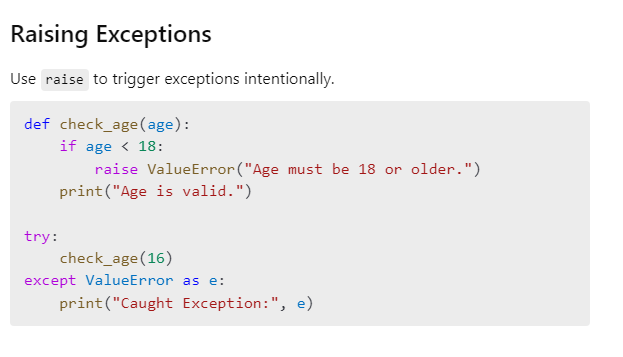 Raising Exceptions
Use raise to trigger exceptions intentionally.
def check_age(age):
    if age < 18:
        raise ValueError("Age must be 18 or older.")
    print("Age is valid.")

try:
    check_age(16)
except ValueError as e:
    print("Caught Exception:", e)